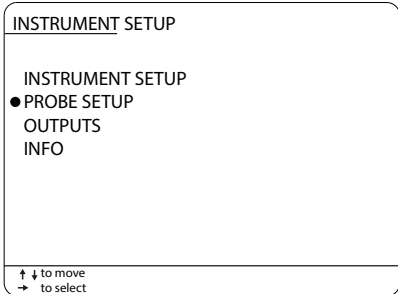 INSTRUMENT SETUP
INSTRUMENT SETUP
PROBE SETUP
OUTPUTS
INFO
↑ ↓ to move
→ to select